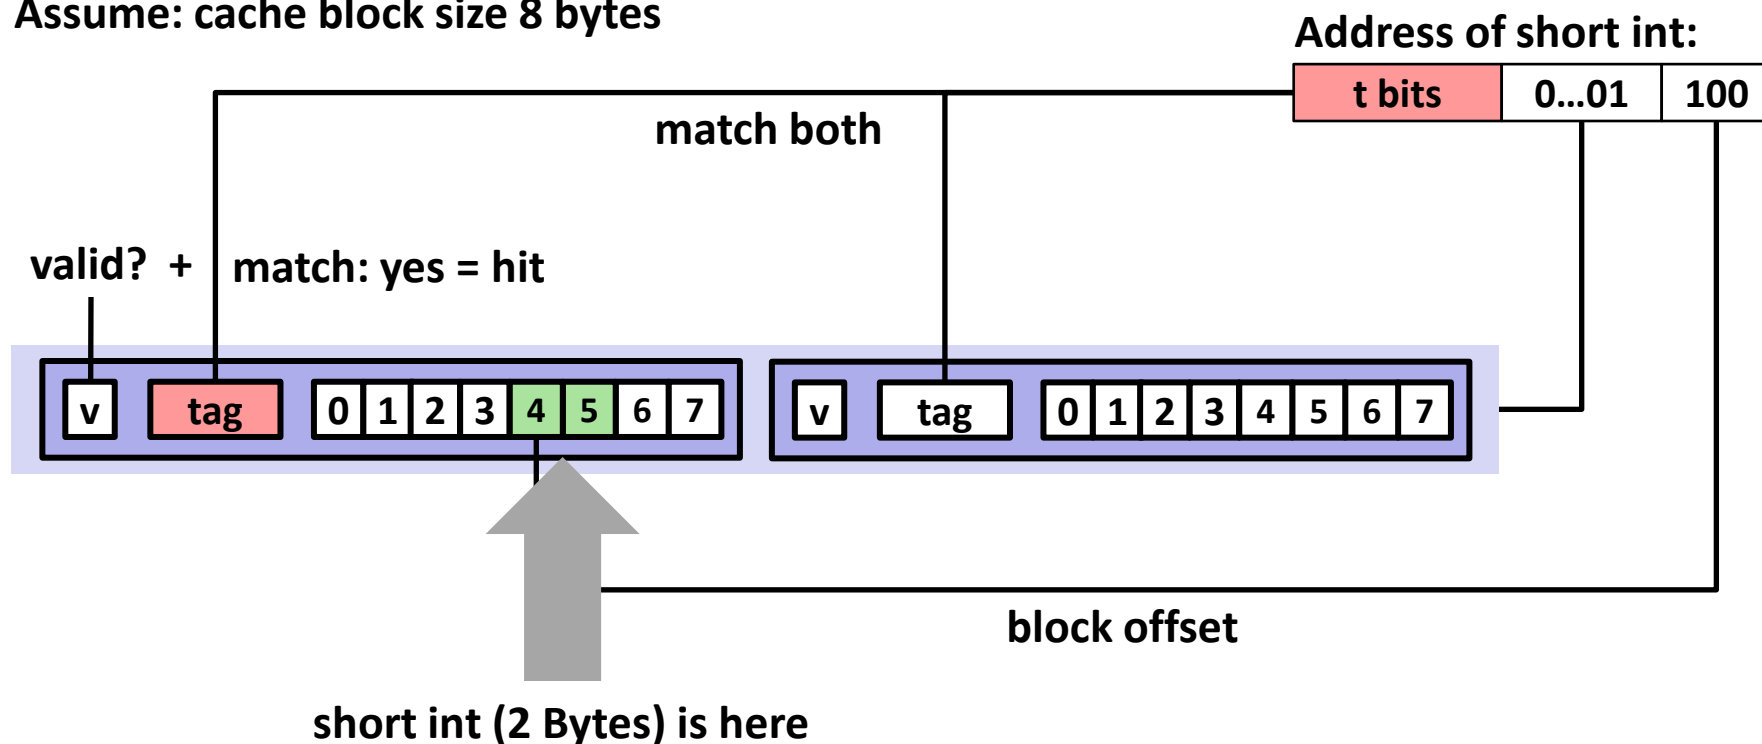 Assume: cache block size 8 bytes
Address of short int:
t bits 0...01 100
match both
valid? + match: yes = hit
v tag 0 1 2 3 4 5 6 7 v tag 0 1 2 3 4 5 6 7
block offset
short int (2 Bytes) is here